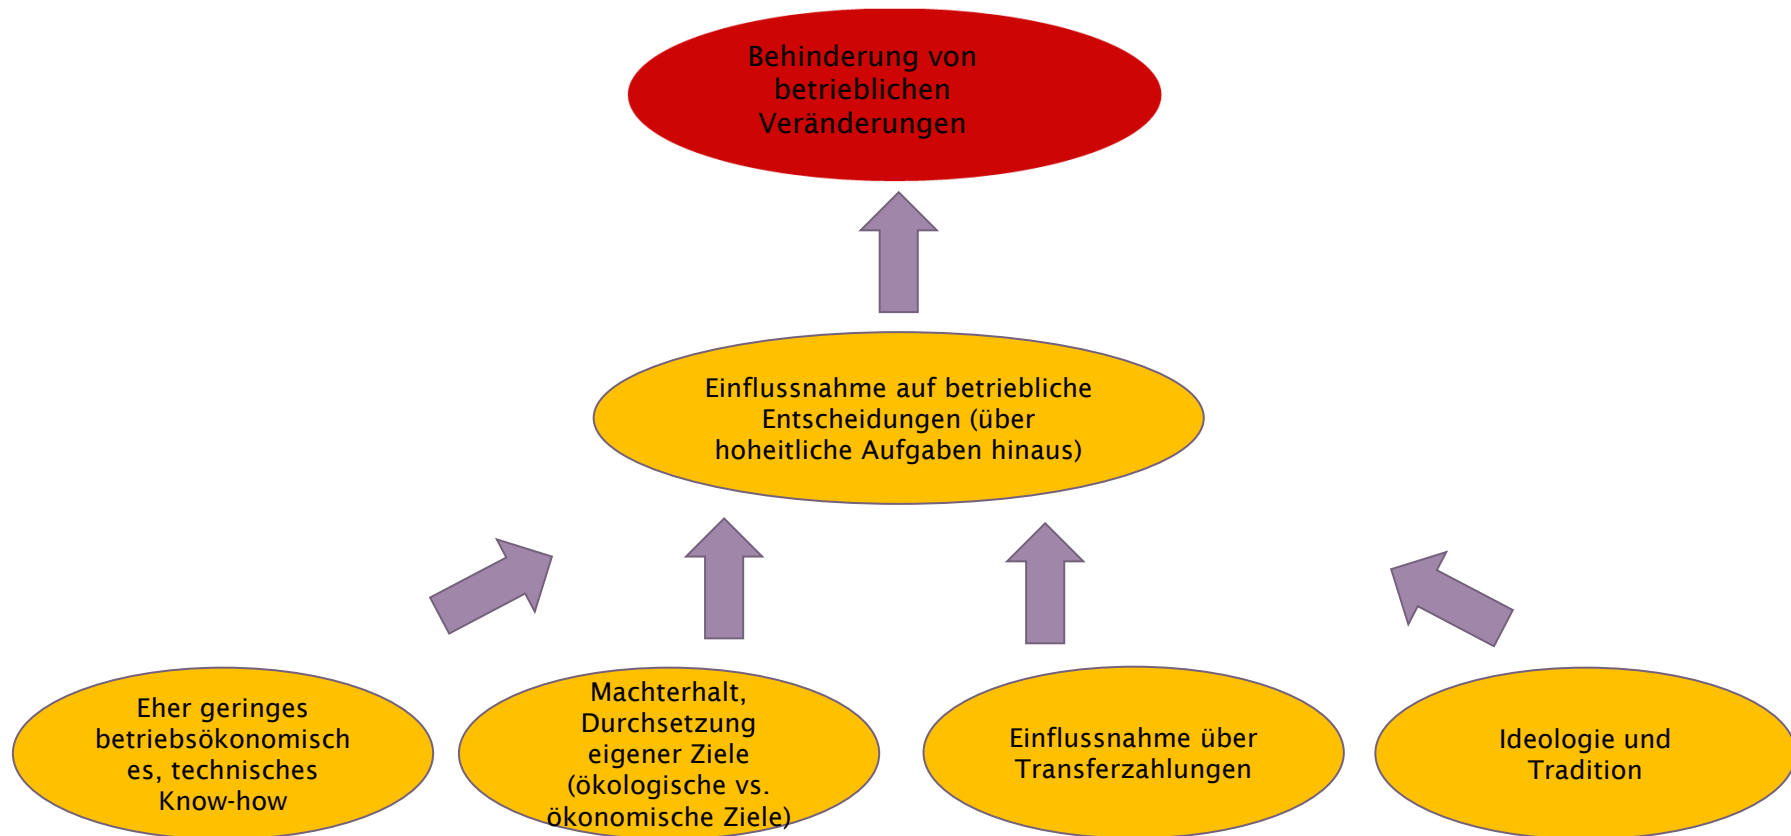 Behinderung von
betrieblichen
Veränderungen
Einflussnahme auf betriebliche
Entscheidungen (über
hoheitliche Aufgaben hinaus)
Eher geringes
betriebsökonomisch
es, technisches
Know-how
Machterhalt,
Durchsetzung
eigener Ziele
(ökologische vs.
ökonomische Ziele)
Einflussnahme über
Transferzahlungen
Ideologie und
Tradition